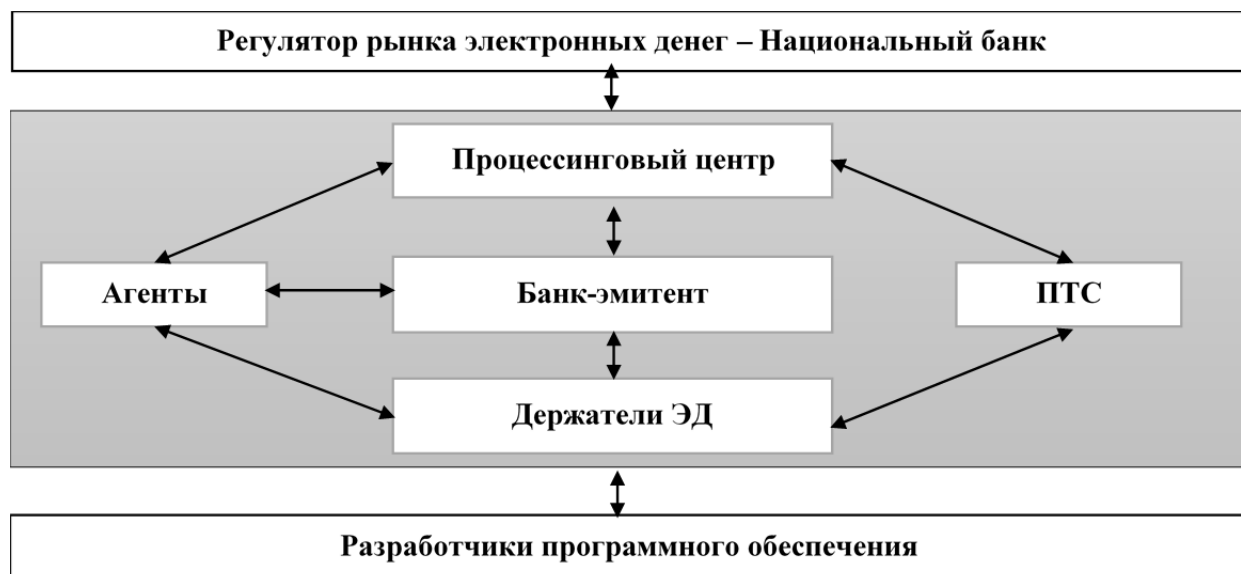 Регулятор рынка электронных денег – Национальный банк
Процессинговый центр
Агенты
Банк-эмитент
ПТС
Держатели ЭД
Разработчики программного обеспечения